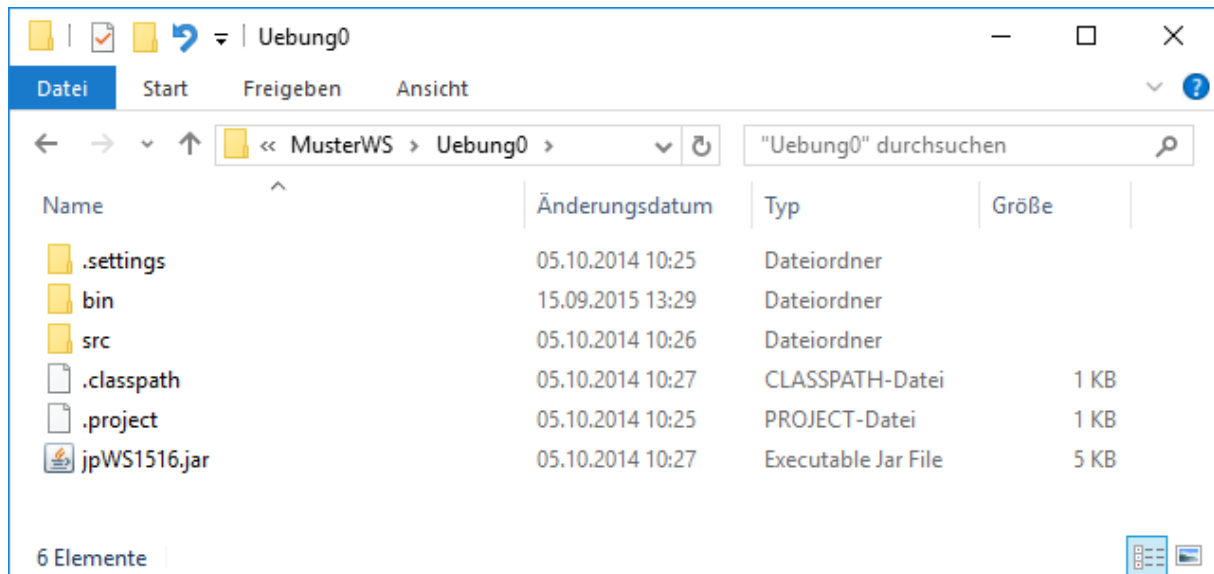 Uebung0
Datei Start Freigeben Ansicht ?
« MusterWS > Uebung0 > "Uebung0" durchsuchen
Name Änderungsdatum Typ Größe
.settings 05.10.2014 10:25 Dateiordner
bin 15.09.2015 13:29 Dateiordner
src 05.10.2014 10:26 Dateiordner
.classpath 05.10.2014 10:27 CLASSPATH-Datei 1 KB
.project 05.10.2014 10:25 PROJECT-Datei 1 KB
jpWS1516.jar 05.10.2014 10:27 Executable Jar File 5 KB
6 Elemente